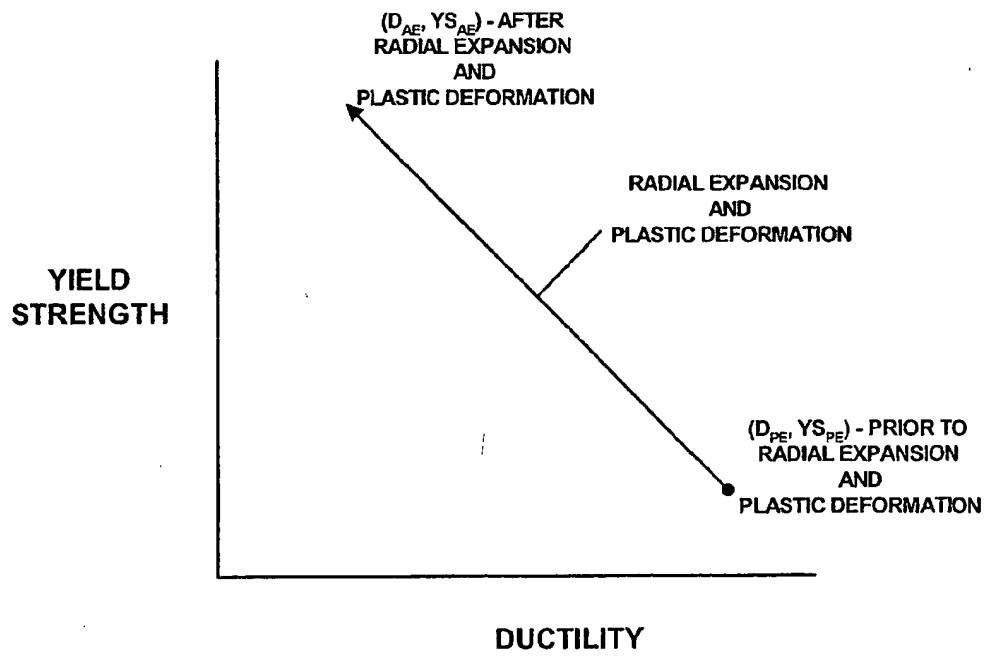 (D_AE, YS_AE) - AFTER
RADIAL EXPANSION
AND
PLASTIC DEFORMATION
RADIAL EXPANSION
AND
PLASTIC DEFORMATION
YIELD
STRENGTH
(D_PE, YS_PE) - PRIOR TO
RADIAL EXPANSION
AND
PLASTIC DEFORMATION
DUCTILITY